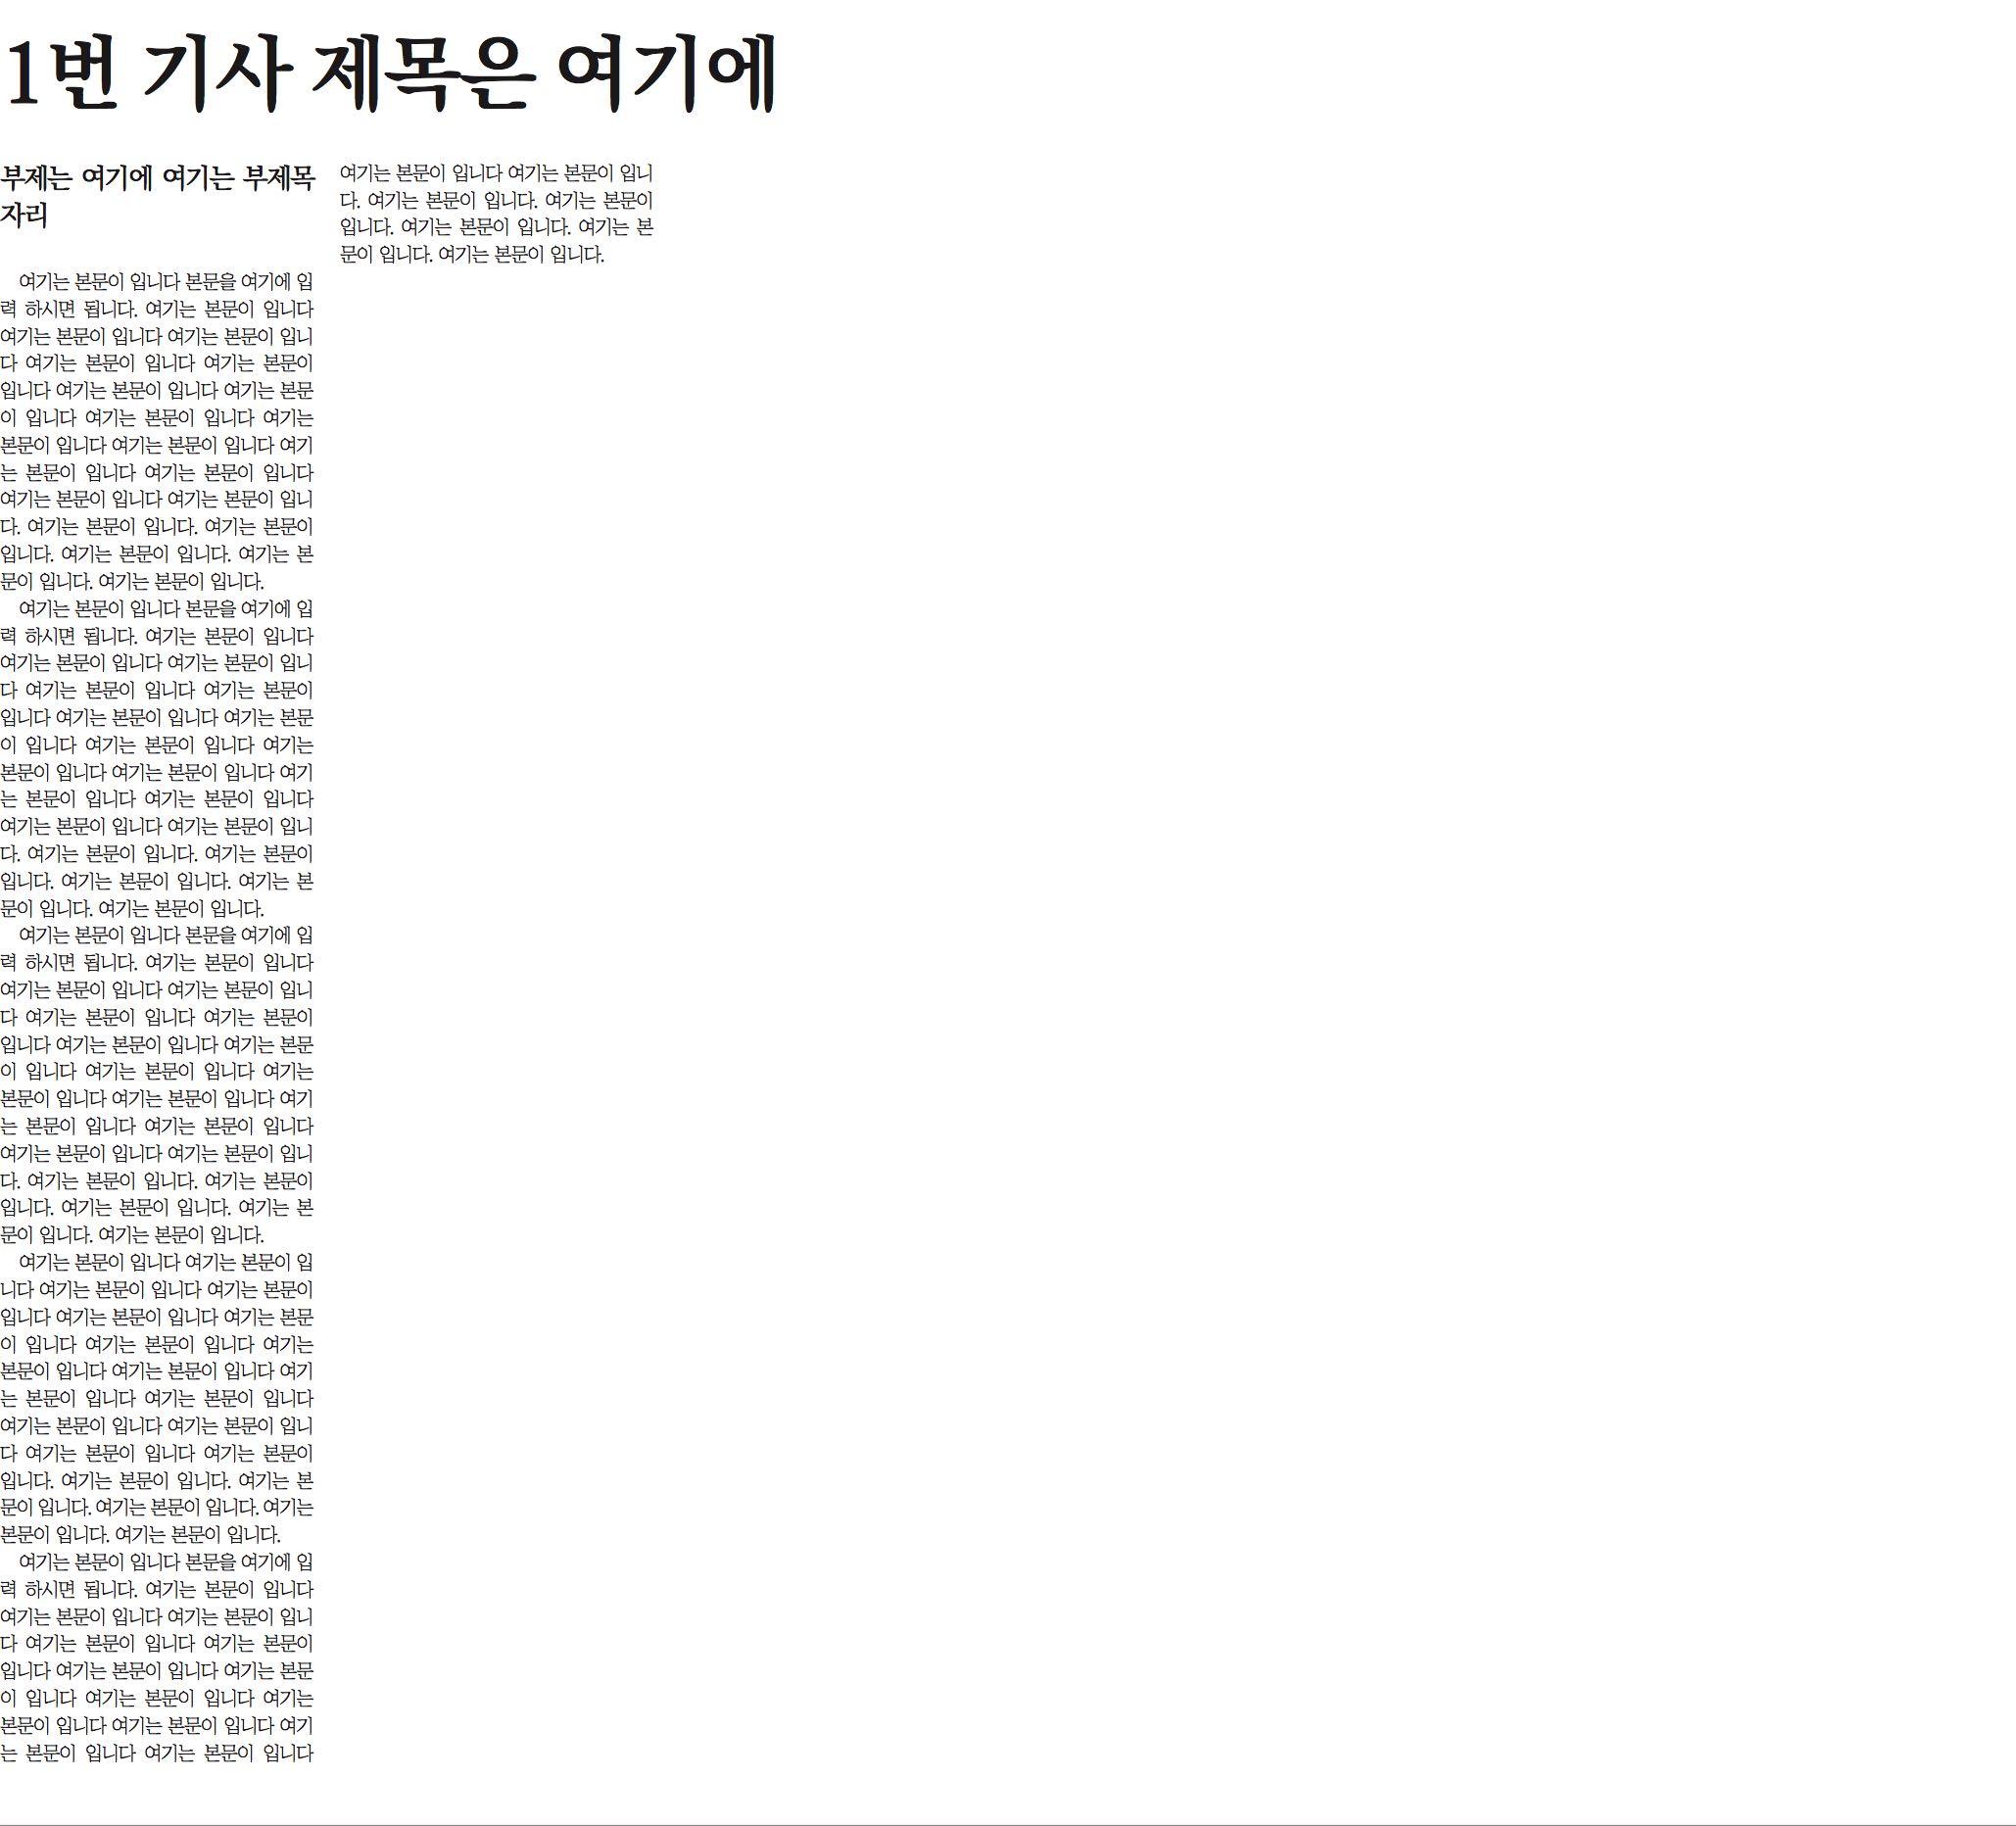 1번 기사 제목은 여기에
부제는 여기에 여기는 부제목
자리
여기는 본문이 입니다 본문을 여기에 입
력 하시면 됩니다. 여기는 본문이 입니다
여기는 본문이 입니다 여기는 본문이 입니
다 여기는 본문이 입니다 여기는 본문이
입니다 여기는 본문이 입니다 여기는 본문
이 입니다 여기는 본문이 입니다 여기는
본문이 입니다 여기는 본문이 입니다 여기
는 본문이 입니다 여기는 본문이 입니다
여기는 본문이 입니다 여기는 본문이 입니
다. 여기는 본문이 입니다. 여기는 본문이
입니다. 여기는 본문이 입니다. 여기는 본
문이 입니다. 여기는 본문이 입니다.
여기는 본문이 입니다 본문을 여기에 입
력 하시면 됩니다. 여기는 본문이 입니다
여기는 본문이 입니다 여기는 본문이 입니
다 여기는 본문이 입니다 여기는 본문이
입니다 여기는 본문이 입니다 여기는 본문
이 입니다 여기는 본문이 입니다 여기는
본문이 입니다 여기는 본문이 입니다 여기
는 본문이 입니다 여기는 본문이 입니다
여기는 본문이 입니다 여기는 본문이 입니
다. 여기는 본문이 입니다. 여기는 본문이
입니다. 여기는 본문이 입니다. 여기는 본
문이 입니다. 여기는 본문이 입니다.
여기는 본문이 입니다 본문을 여기에 입
력 하시면 됩니다. 여기는 본문이 입니다
여기는 본문이 입니다 여기는 본문이 입니
다 여기는 본문이 입니다 여기는 본문이
입니다 여기는 본문이 입니다 여기는 본문
이 입니다 여기는 본문이 입니다 여기는
본문이 입니다 여기는 본문이 입니다 여기
는 본문이 입니다 여기는 본문이 입니다
여기는 본문이 입니다 여기는 본문이 입니
다. 여기는 본문이 입니다. 여기는 본문이
입니다. 여기는 본문이 입니다. 여기는 본
문이 입니다. 여기는 본문이 입니다.
여기는 본문이 입니다 여기는 본문이 입
니다 여기는 본문이 입니다 여기는 본문이
입니다 여기는 본문이 입니다 여기는 본문
이 입니다 여기는 본문이 입니다 여기는
본문이 입니다 여기는 본문이 입니다 여기
는 본문이 입니다 여기는 본문이 입니다
여기는 본문이 입니다 여기는 본문이 입니
다 여기는 본문이 입니다 여기는 본문이
입니다. 여기는 본문이 입니다. 여기는 본
문이 입니다. 여기는 본문이 입니다. 여기는
본문이 입니다. 여기는 본문이 입니다.
여기는 본문이 입니다 본문을 여기에 입
력 하시면 됩니다. 여기는 본문이 입니다
여기는 본문이 입니다 여기는 본문이 입니
다 여기는 본문이 입니다 여기는 본문이
입니다 여기는 본문이 입니다 여기는 본문
이 입니다 여기는 본문이 입니다 여기는
본문이 입니다 여기는 본문이 입니다 여기
는 본문이 입니다 여기는 본문이 입니다
여기는 본문이 입니다 여기는 본문이 입니
다. 여기는 본문이 입니다. 여기는 본문이
입니다. 여기는 본문이 입니다. 여기는 본
문이 입니다. 여기는 본문이 입니다.